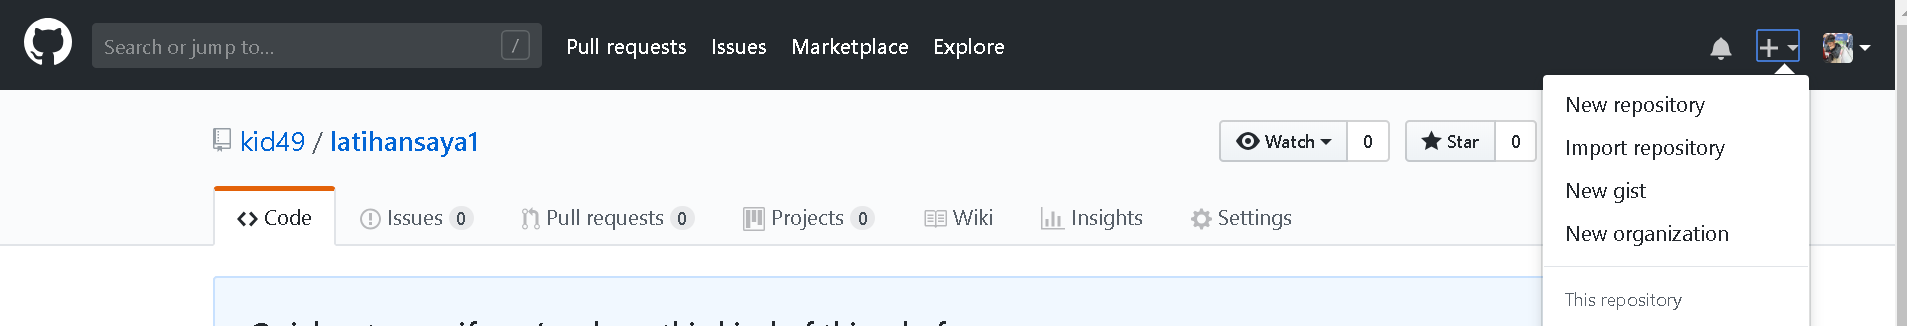 Search or jump to... /
Pull requests Issues Marketplace Explore
New repository
Import repository
New gist
New organization
This repository
kid49 / latihansaya1
Watch 0 Star 0
Code Issues 0 Pull requests 0 Projects 0 Wiki Insights Settings